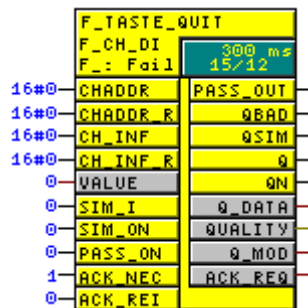 F_TASTE_QUIT
F_CH_DI
F_: Fail
300 ms
15/12
16#0 CHADDR PASS_OUT
16#0 CHADDR_R QBAD
16#0 CH_INF QSIM
16#0 CH_INF_R Q
0 VALUE QN
0 SIM_I Q_DATA
0 SIM_ON QUALITY
0 PASS_ON Q_MOD
1 ACK_NEC ACK_REQ
0 ACK_REI